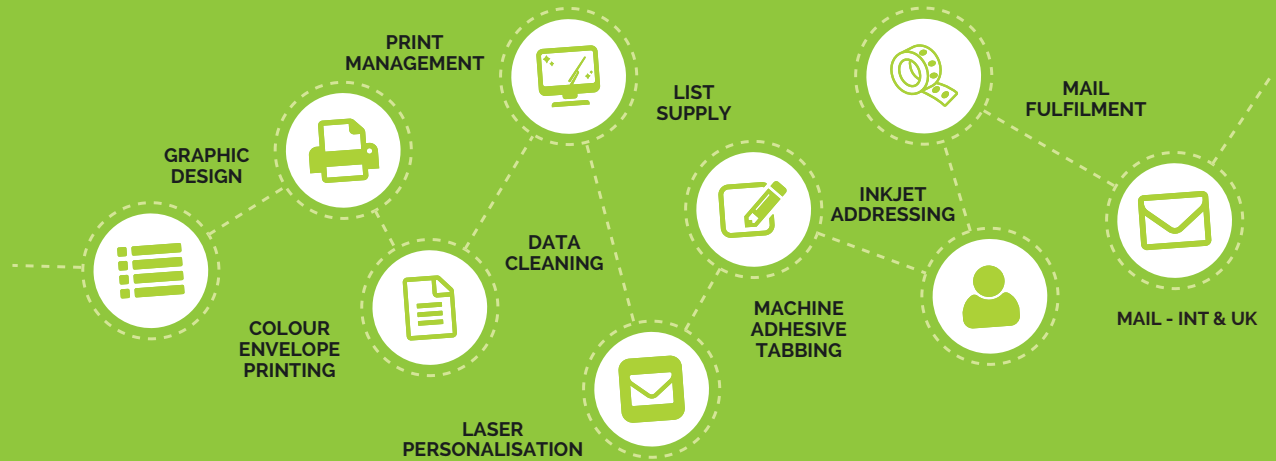 PRINT
MANAGEMENT
LIST
SUPPLY
MAIL
FULFILMENT
GRAPHIC
DESIGN
INKJET
ADDRESSING
DATA
CLEANING
MACHINE
ADHESIVE
TABBING
MAIL - INT & UK
COLOUR
ENVELOPE
PRINTING
LASER
PERSONALISATION